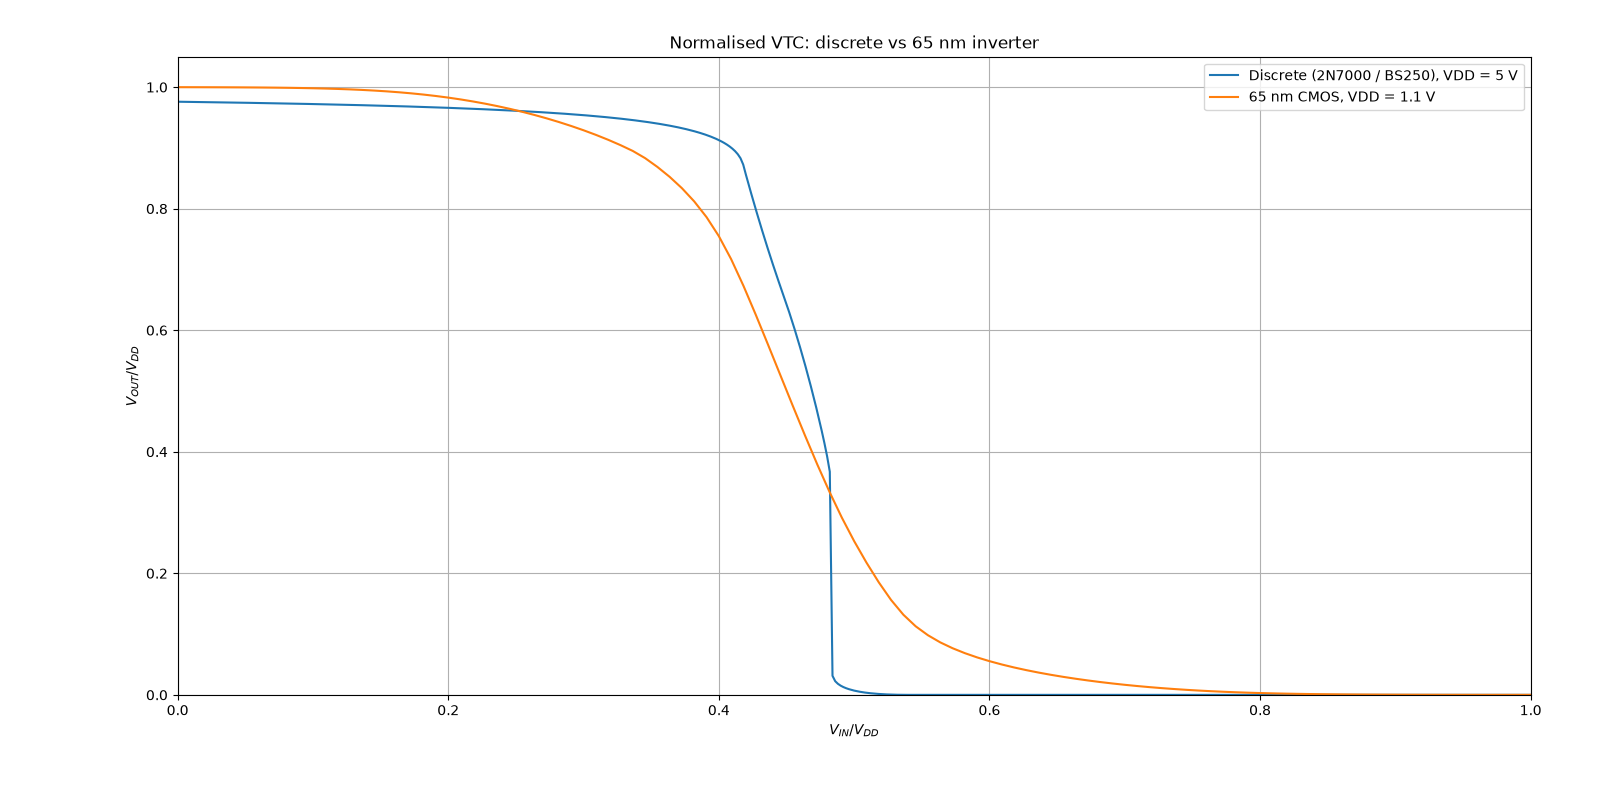 Normalised VTC: discrete vs 65 nm inverter
Discrete (2N7000 / BS250), VDD = 5 V
65 nm CMOS, VDD = 1.1 V
V_OUT/V_DD
1.0
0.8
0.6
0.4
0.2
0.0
0.0 0.2 0.4 0.6 0.8 1.0
V_IN/V_DD